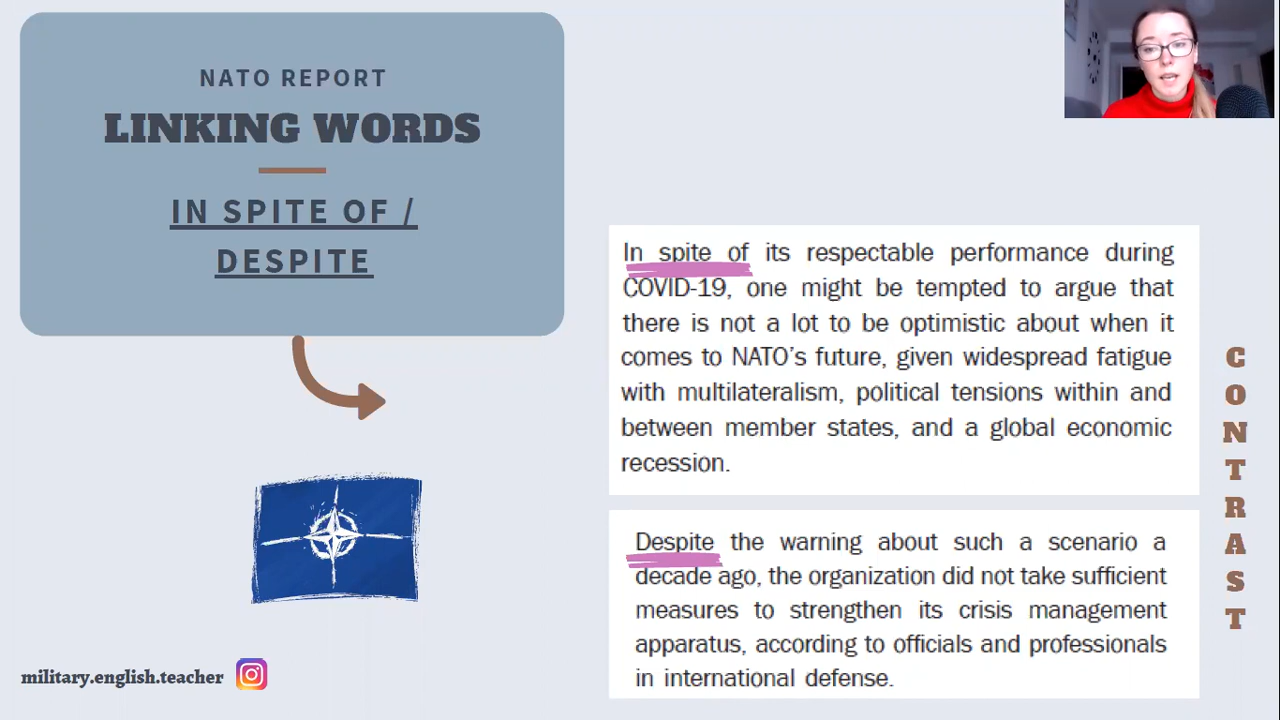 NATO REPORT
LINKING WORDS
IN SPITE OF /
DESPITE
In spite of its respectable performance during
COVID-19, one might be tempted to argue that
there is not a lot to be optimistic about when it
comes to NATO's future, given widespread fatigue
with multilateralism, political tensions within and
between member states, and a global economic
recession.
Despite the warning about such a scenario a
decade ago, the organization did not take sufficient
measures to strengthen its crisis management
apparatus, according to officials and professionals
in international defense.
CONTRAST
military.english.teacher